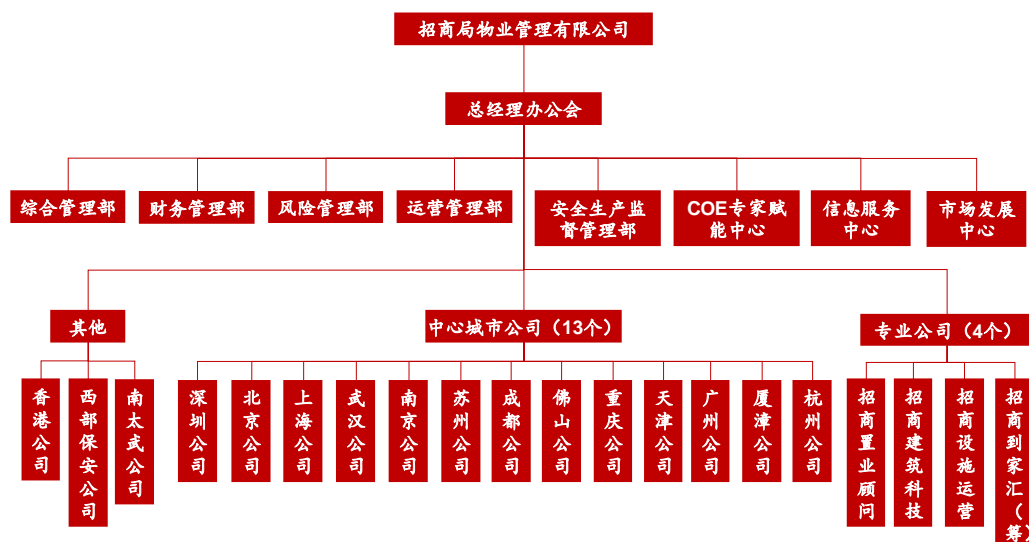 招商局物业管理有限公司
总经理办公会
综合管理部
财务管理部
风险管理部
运营管理部
安全生产监
督管理部
COE专家赋
能中心
信息服务
中心
市场发展
中心
其他
中心城市公司（13个）
专业公司（4个）
香港公司
西部保安公司
南太武公司
深圳公司
北京公司
上海公司
武汉公司
南京公司
苏州公司
成都公司
佛山公司
重庆公司
天津公司
广州公司
厦漳公司
杭州公司
招商置业顾问
招商建筑科技
招商设施运营
招商到家汇（筹）